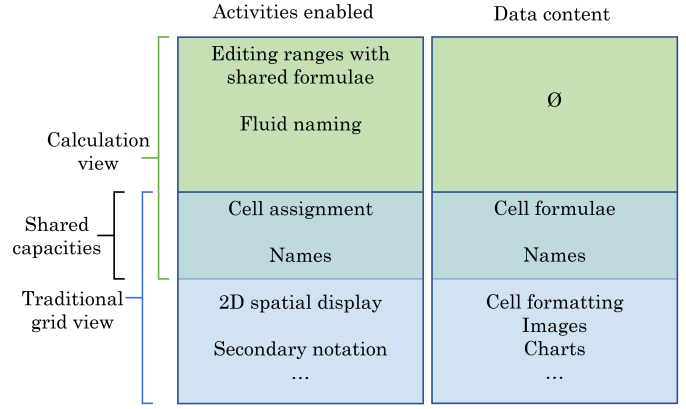 Activities enabled
Data content
Editing ranges with
shared formulae
Fluid naming
Ø
Calculation
view
Cell assignment
Names
Cell formulae
Names
Shared
capacities
Traditional
grid view
2D spatial display
Secondary notation
...
Cell formatting
Images
Charts
...